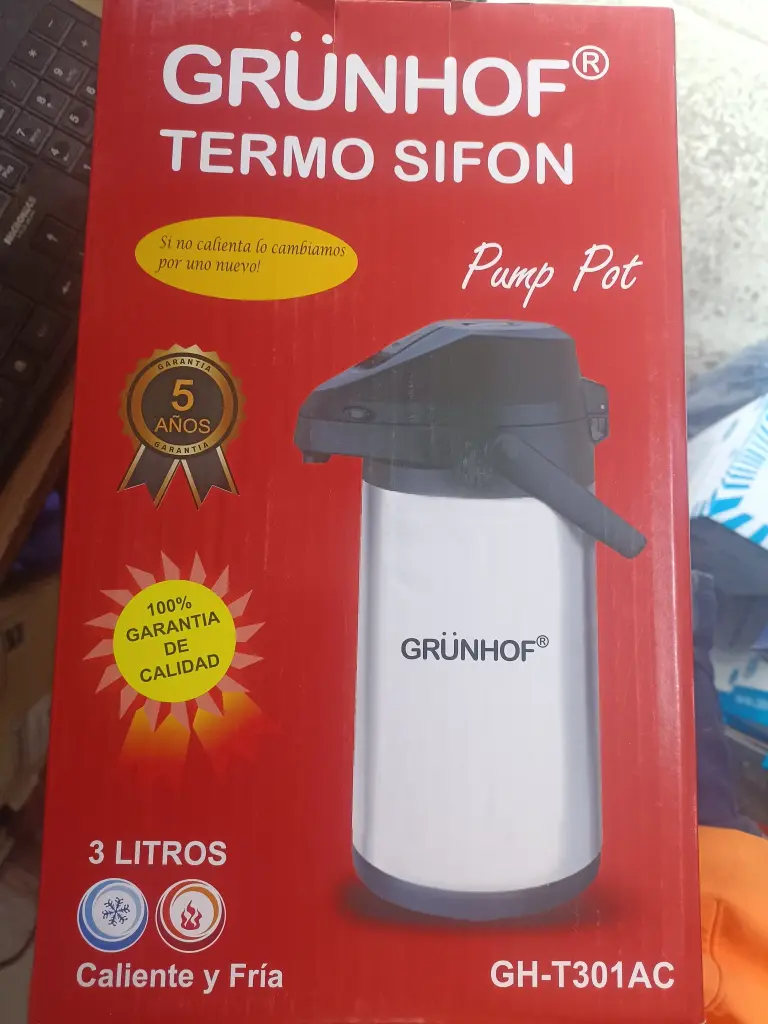 GRÜNHOF®
TERMO SIFON
Si no calienta lo cambiamos
por uno nuevo!
Pump Pot
GARANTIA
5
AÑOS
GARANTIA
100%
GARANTIA
DE
CALIDAD
GRÜNHOF®
3 LITROS
Caliente y Fría
GH-T301AC